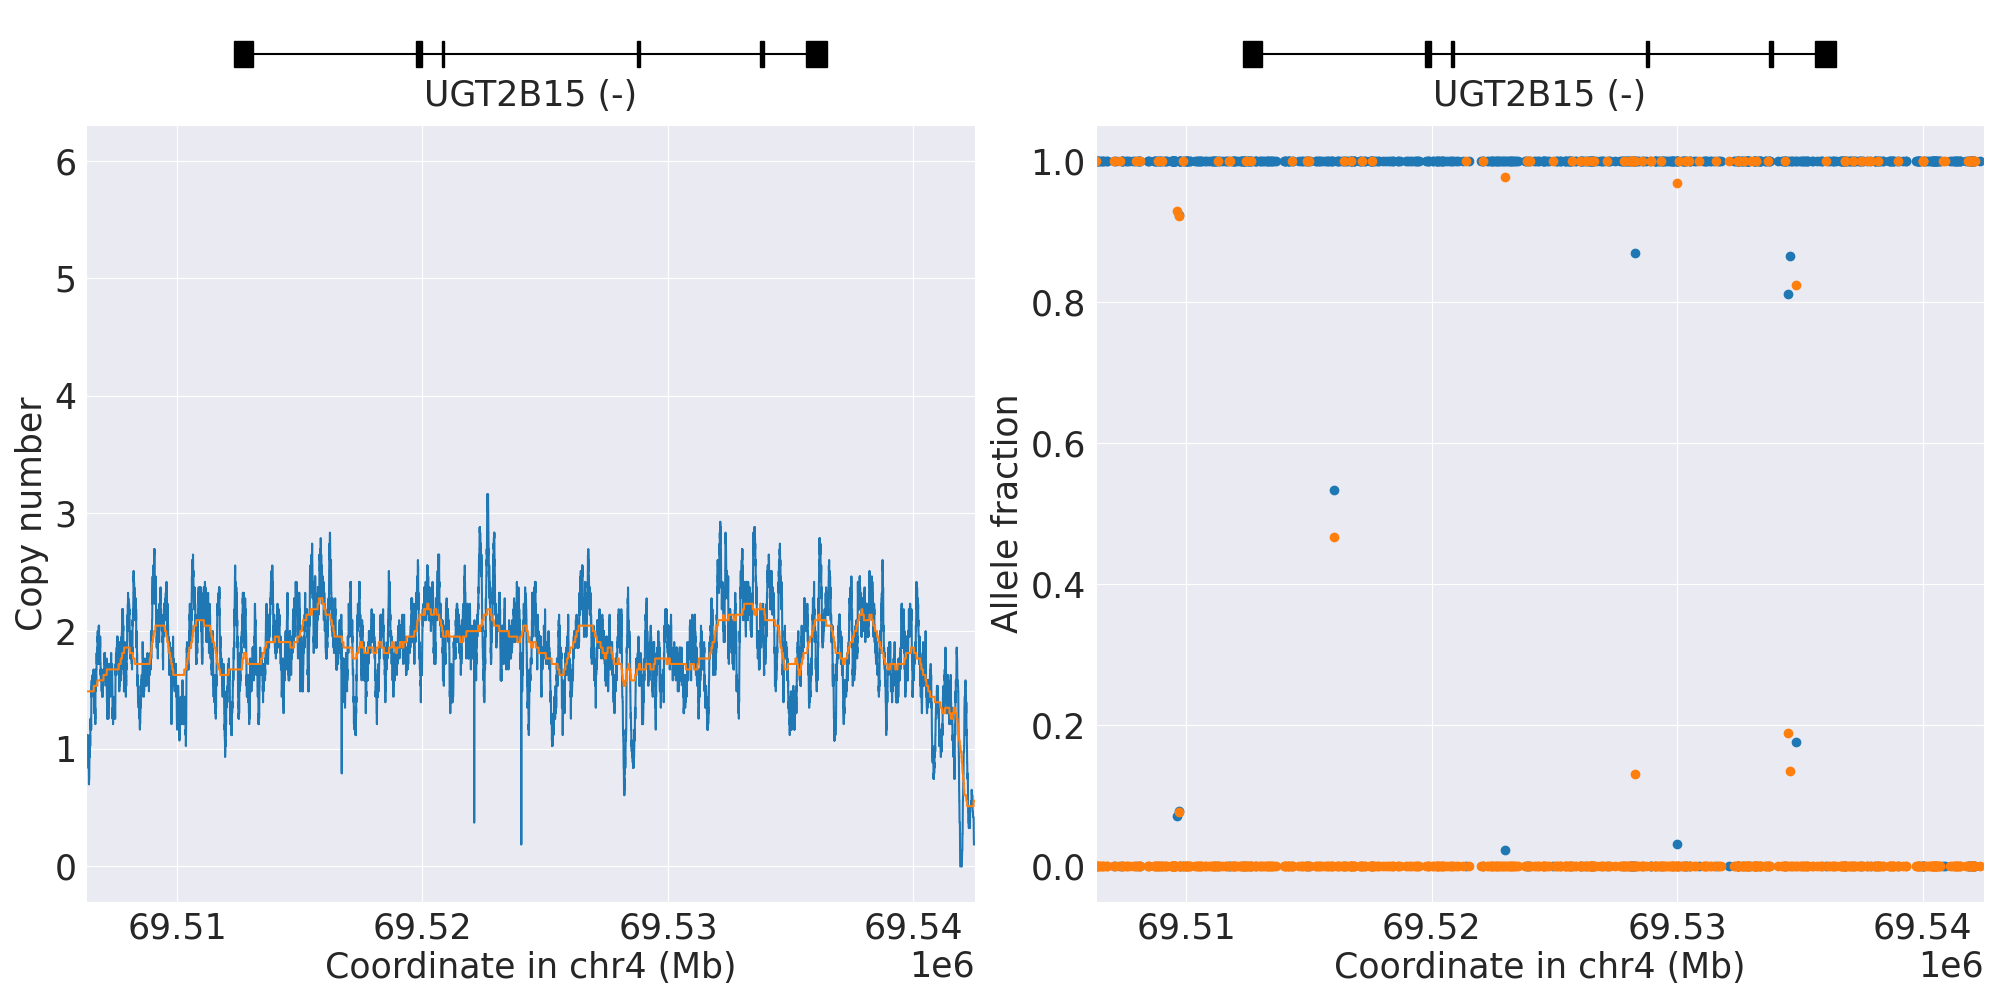 UGT2B15 (-)
6
5
4
3
2
1
0
Copy number
69.51 69.52 69.53 69.54
Coordinate in chr4 (Mb)
1e6
UGT2B15 (-)
1.0
0.8
0.6
0.4
0.2
0.0
Allele fraction
69.51 69.52 69.53 69.54
Coordinate in chr4 (Mb)
1e6